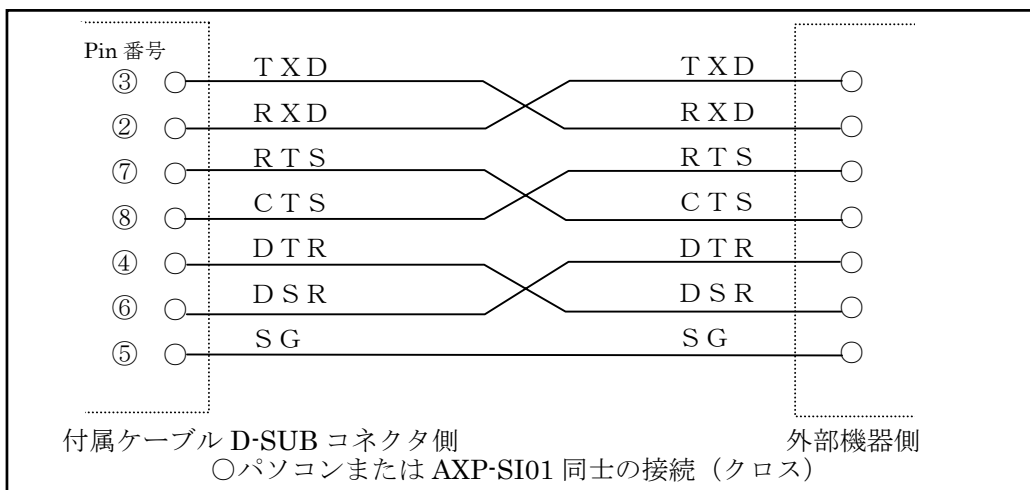 Pin 番号
③ TXD TXD
② RXD RXD
⑦ RTS RTS
⑧ CTS CTS
④ DTR DTR
⑥ DSR DSR
⑤ SG SG
付属ケーブル D-SUB コネクタ側 外部機器側
○パソコンまたは AXP-SI01 同士の接続（クロス）